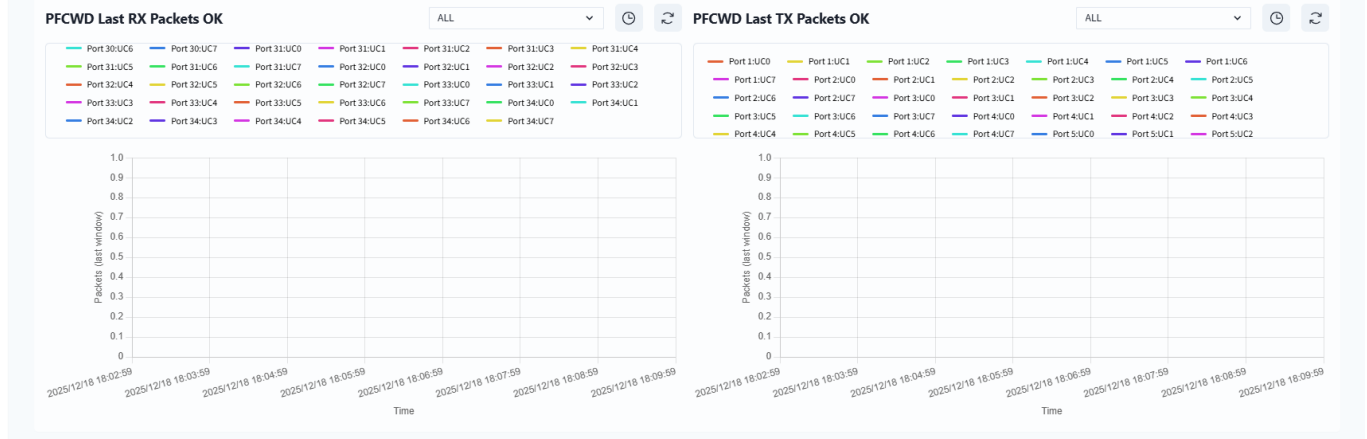 PFCWD Last RX Packets OK
ALL
Port 30:UC6 Port 30:UC7 Port 31:UC0 Port 31:UC1 Port 31:UC2 Port 31:UC3 Port 31:UC4
Port 31:UC5 Port 31:UC6 Port 31:UC7 Port 32:UC0 Port 32:UC1 Port 32:UC2 Port 32:UC3
Port 32:UC4 Port 32:UC5 Port 32:UC6 Port 32:UC7 Port 33:UC0 Port 33:UC1 Port 33:UC2
Port 33:UC3 Port 33:UC4 Port 33:UC5 Port 33:UC6 Port 33:UC7 Port 34:UC0 Port 34:UC1
Port 34:UC2 Port 34:UC3 Port 34:UC4 Port 34:UC5 Port 34:UC6 Port 34:UC7
Packets (last window)
1.0
0.9
0.8
0.7
0.6
0.5
0.4
0.3
0.2
0.1
0
2025/12/18 18:02:59 2025/12/18 18:03:59 2025/12/18 18:04:59 2025/12/18 18:05:59 2025/12/18 18:06:59 2025/12/18 18:07:59 2025/12/18 18:08:59 2025/12/18 18:09:59
Time
PFCWD Last TX Packets OK
ALL
Port 1:UC0 Port 1:UC1 Port 1:UC2 Port 1:UC3 Port 1:UC4 Port 1:UC5 Port 1:UC6
Port 1:UC7 Port 2:UC0 Port 2:UC1 Port 2:UC2 Port 2:UC3 Port 2:UC4 Port 2:UC5
Port 2:UC6 Port 2:UC7 Port 3:UC0 Port 3:UC1 Port 3:UC2 Port 3:UC3 Port 3:UC4
Port 3:UC5 Port 3:UC6 Port 3:UC7 Port 4:UC0 Port 4:UC1 Port 4:UC2 Port 4:UC3
Port 4:UC4 Port 4:UC5 Port 4:UC6 Port 4:UC7 Port 5:UC0 Port 5:UC1 Port 5:UC2
Packets (last window)
1.0
0.9
0.8
0.7
0.6
0.5
0.4
0.3
0.2
0.1
0
2025/12/18 18:02:59 2025/12/18 18:03:59 2025/12/18 18:04:59 2025/12/18 18:05:59 2025/12/18 18:06:59 2025/12/18 18:07:59 2025/12/18 18:08:59 2025/12/18 18:09:59
Time